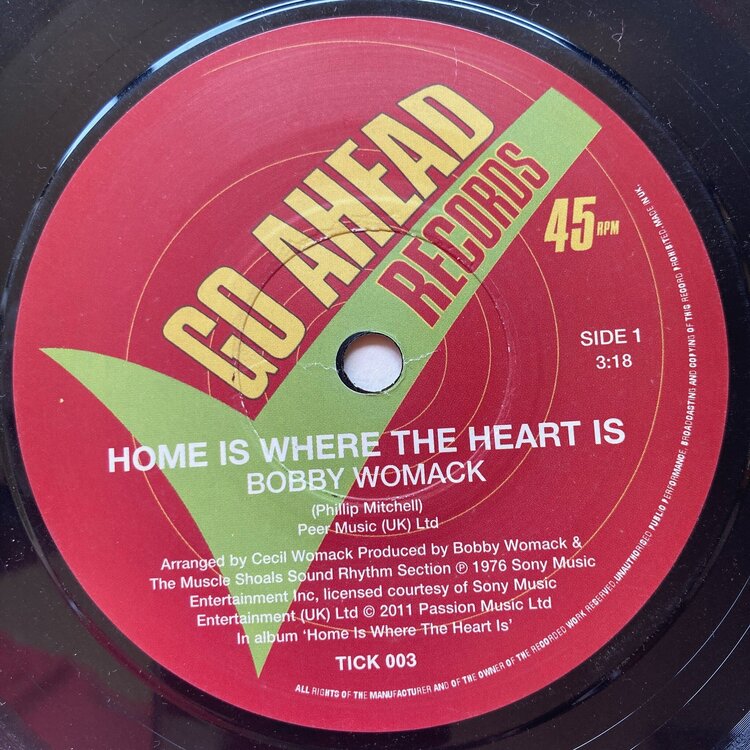 GO AHEAD
RECORDS
45 RPM
SIDE 1
3:18
HOME IS WHERE THE HEART IS
BOBBY WOMACK
(Phillip Mitchell)
Peer Music (UK) Ltd
Arranged by Cecil Womack Produced by Bobby Womack &
The Muscle Shoals Sound Rhythm Section ℗ 1976 Sony Music
Entertainment Inc, licensed courtesy of Sony Music
Entertainment (UK) Ltd © 2011 Passion Music Ltd
In album ‘Home Is Where The Heart Is’
TICK 003
ALL RIGHTS OF THE MANUFACTURER AND OF THE OWNER OF THE RECORDED WORK RESERVED.UNAUTHORISED PUBLIC PERFORMANCE, BROADCASTING AND COPYING OF THIS RECORD PROHIBITED. MADE IN UK.